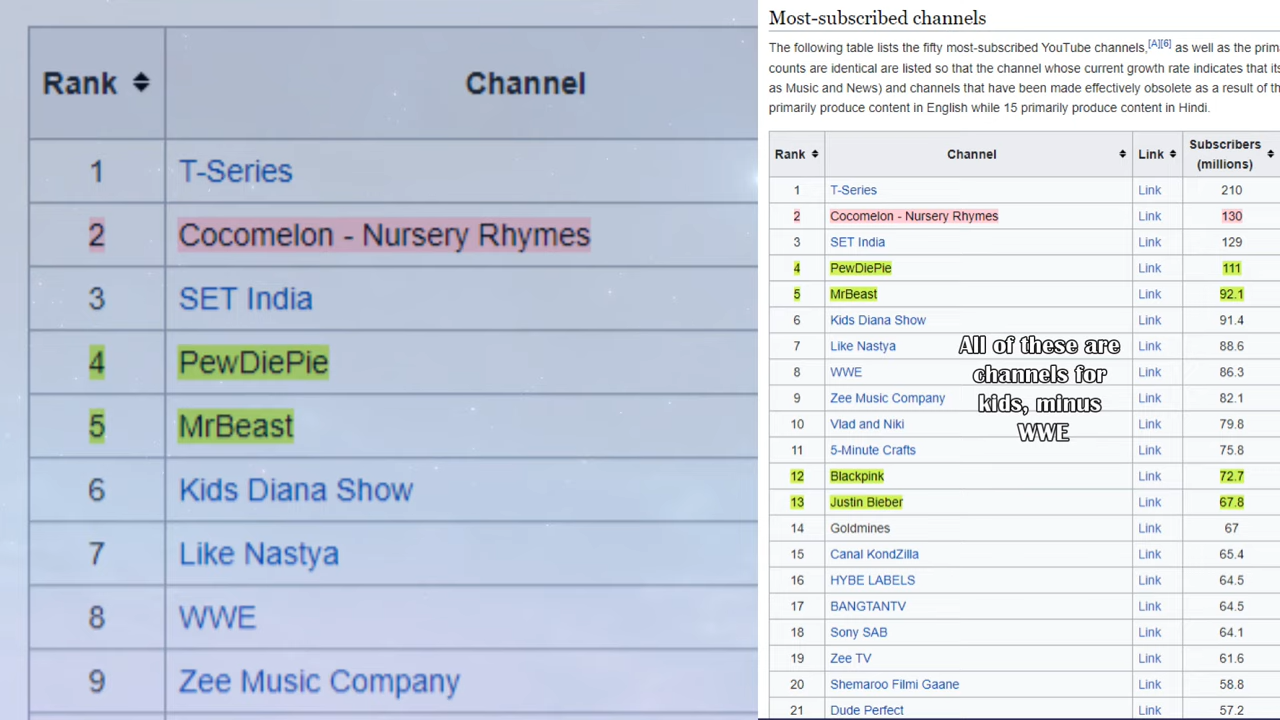 Rank Channel
1 T-Series
2 Cocomelon - Nursery Rhymes
3 SET India
4 PewDiePie
5 MrBeast
6 Kids Diana Show
7 Like Nastya
8 WWE
9 Zee Music Company
Most-subscribed channels
The following table lists the fifty most-subscribed YouTube channels,[A][6] as well as the prim
counts are identical are listed so that the channel whose current growth rate indicates that its
as Music and News) and channels that have been made effectively obsolete as a result of the
primarily produce content in English while 15 primarily produce content in Hindi.
Rank Channel Link Subscribers (millions)
1 T-Series Link 210
2 Cocomelon - Nursery Rhymes Link 130
3 SET India Link 129
4 PewDiePie Link 111
5 MrBeast Link 92.1
6 Kids Diana Show Link 91.4
7 Like Nastya Link 88.6
8 WWE Link 86.3
9 Zee Music Company Link 82.1
10 Vlad and Niki Link 79.8
11 5-Minute Crafts Link 75.8
12 Blackpink Link 72.7
13 Justin Bieber Link 67.8
14 Goldmines Link 67
15 Canal KondZilla Link 65.4
16 HYBE LABELS Link 64.5
17 BANGTANTV Link 64.5
18 Sony SAB Link 64.1
19 Zee TV Link 61.6
20 Shemaroo Filmi Gaane Link 58.8
21 Dude Perfect Link 57.2
All of these are
channels for
kids, minus
WWE